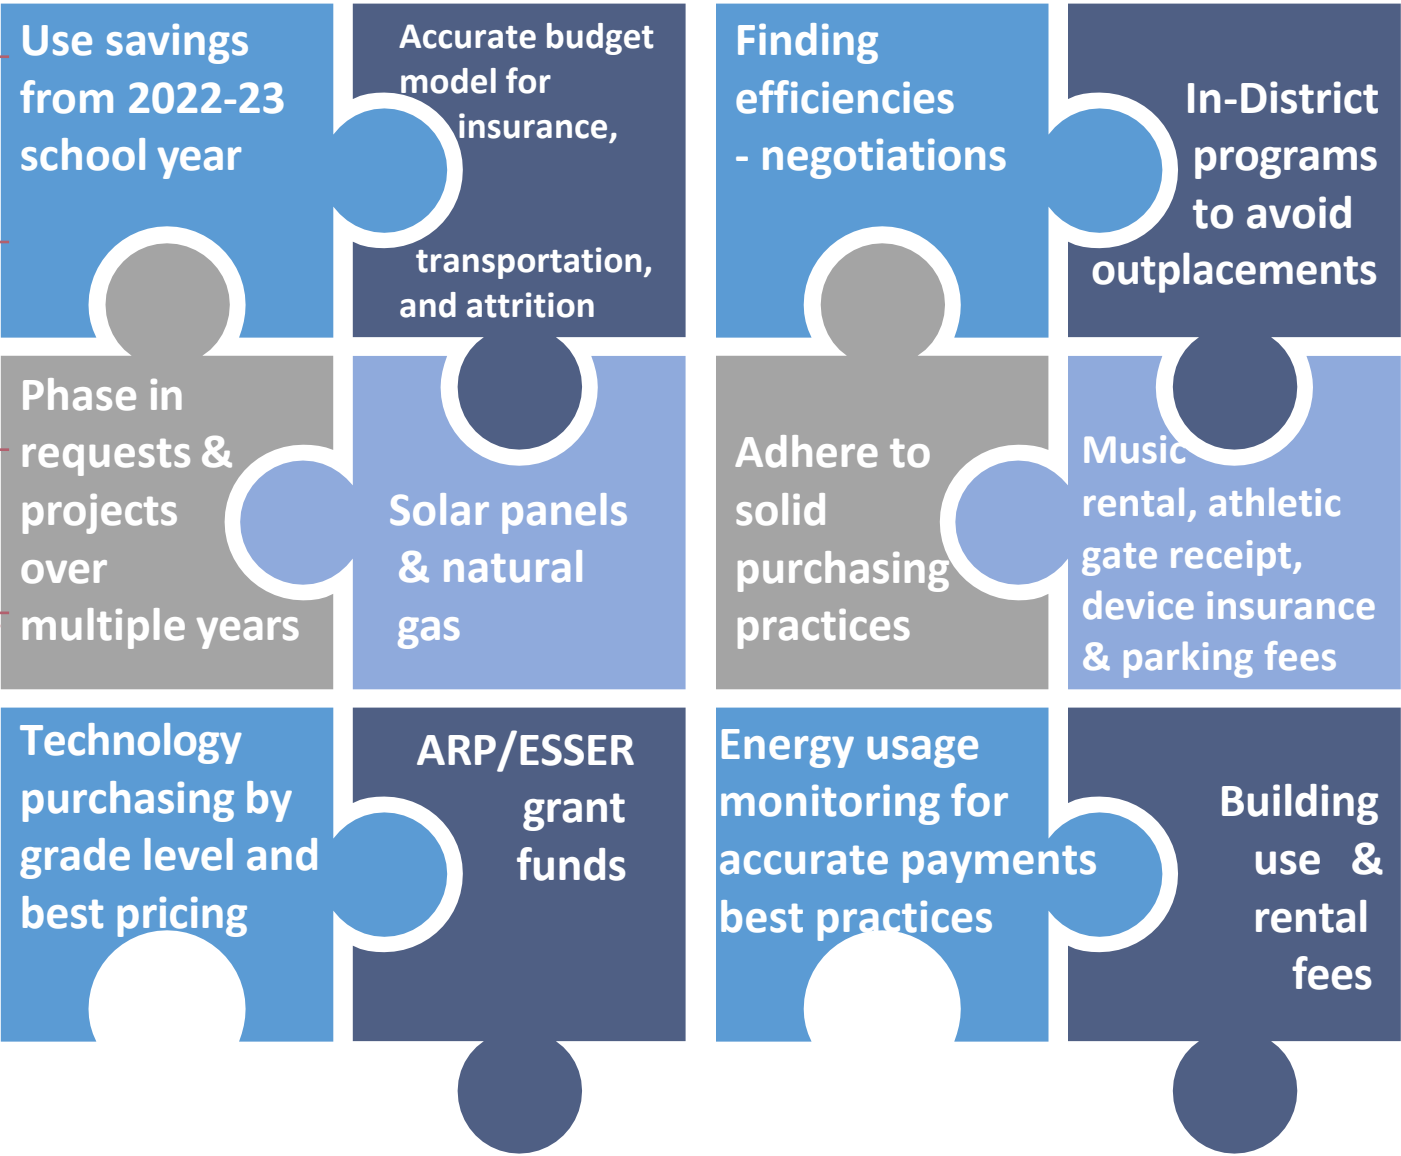 Use savings
from 2022-23
school year
Accurate budget
model for
insurance,
transportation,
and attrition
Finding
efficiencies
- negotiations
In-District
programs
to avoid
outplacements
Phase in
requests &
projects
over
multiple years
Solar panels
& natural
gas
Adhere to
solid
purchasing
practices
Music
rental, athletic
gate receipt,
device insurance
& parking fees
Technology
purchasing by
grade level and
best pricing
ARP/ESSER
grant
funds
Energy usage
monitoring for
accurate payments
best practices
Building
use &
rental
fees